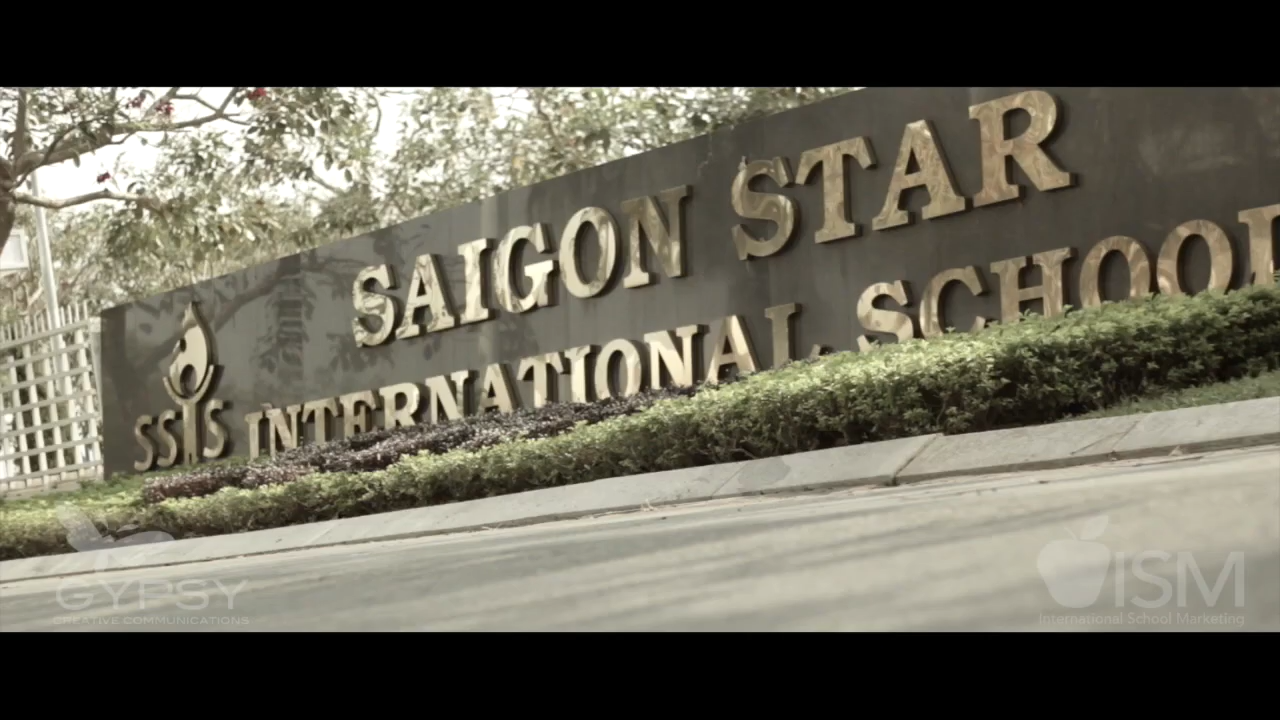 SAIGON STAR
SSIS INTERNATIONAL SCHOOL
GYPSY
CREATIVE COMMUNICATIONS
ISM
International School Marketing